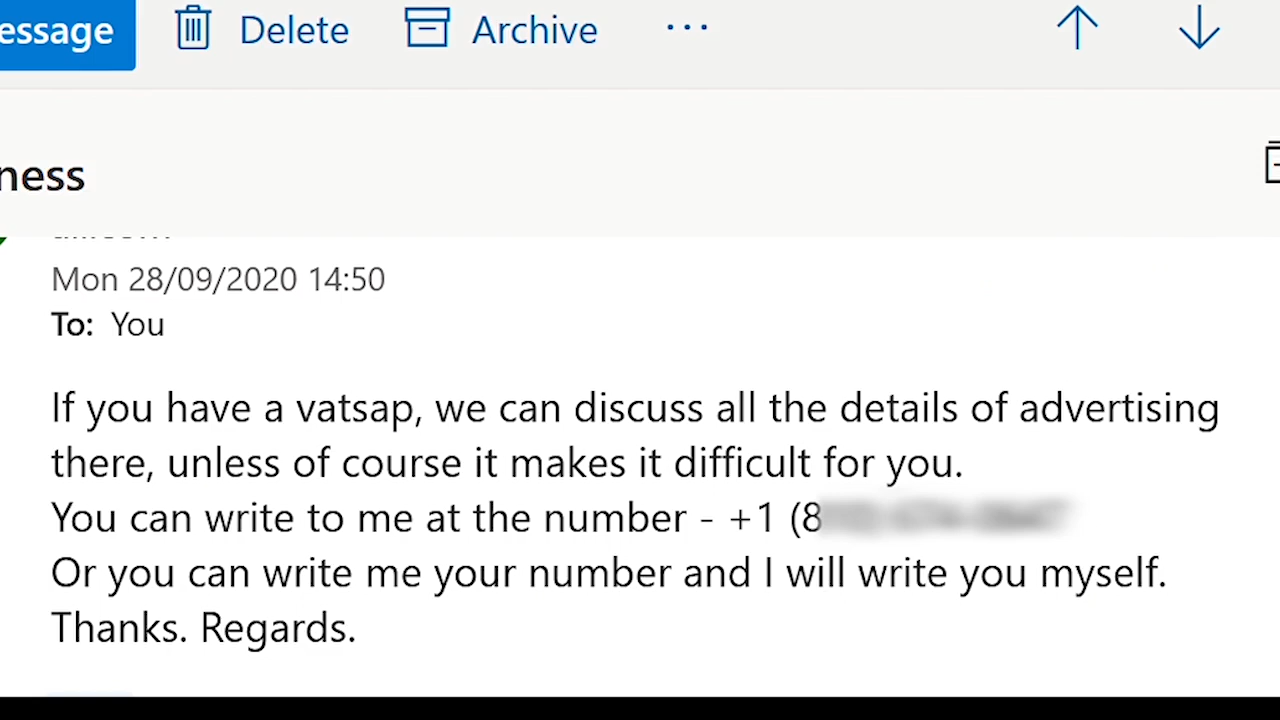 essage Delete Archive ...
ness
Mon 28/09/2020 14:50
To: You
If you have a vatsap, we can discuss all the details of advertising
there, unless of course it makes it difficult for you.
You can write to me at the number - +1 (8
Or you can write me your number and I will write you myself.
Thanks. Regards.